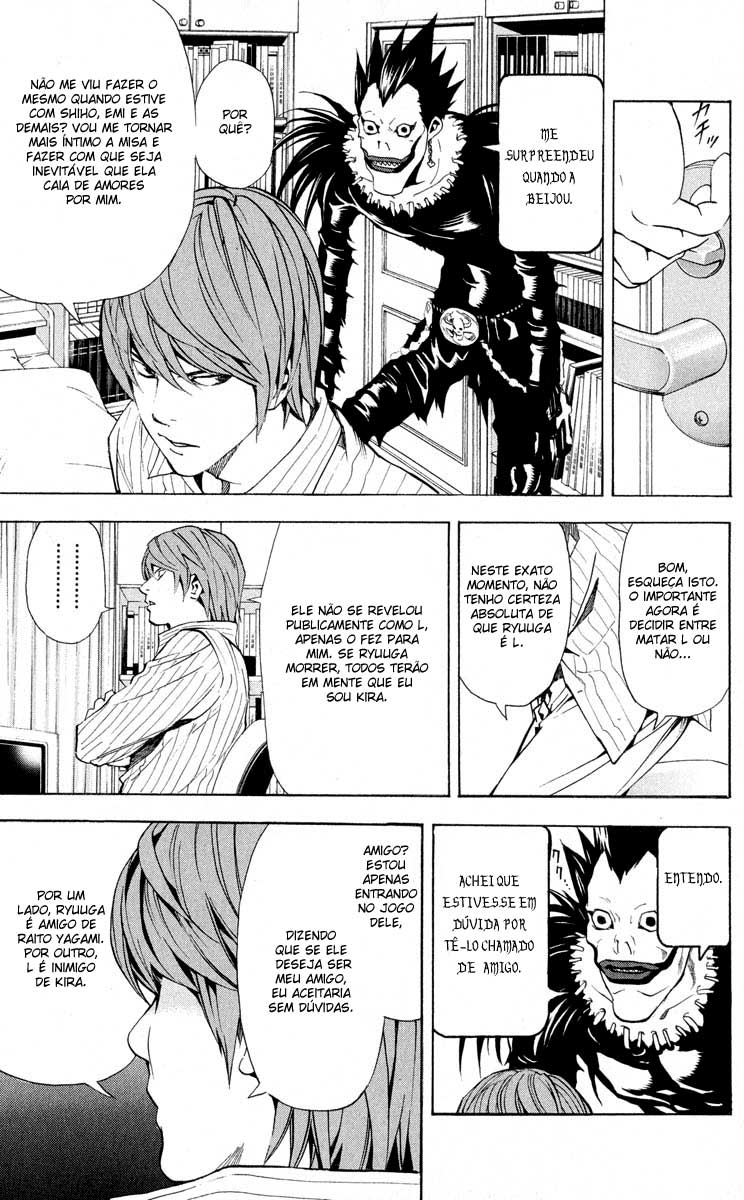 カチャ
ME
SURPREENDEU
QUANDO A
BEIJOU.
POR
QUÊ?
NÃO ME VIU FAZER O
MESMO QUANDO ESTIVE
COM SHIHO, EMI E AS
DEMAIS? VOU ME TORNAR
MAIS ÍNTIMO A MISA E
FAZER COM QUE SEJA
INEVITÁVEL QUE ELA
CAIA DE AMORES
POR MIM.
BOM,
ESQUEÇA ISTO.
O IMPORTANTE
AGORA É
DECIDIR ENTRE
MATAR L OU
NÃO...
NESTE EXATO
MOMENTO, NÃO
TENHO CERTEZA
ABSOLUTA DE
QUE RYUUGA
É L.
ELE NÃO SE REVELOU
PUBLICAMENTE COMO L,
APENAS O FEZ PARA
MIM. SE RYUUGA
MORRER, TODOS TERÃO
EM MENTE QUE EU
SOU KIRA.
......
ENTENDO.
ACHEI QUE
ESTIVESSE EM
DÚVIDA POR
TÊ-LO CHAMADO
DE AMIGO.
AMIGO?
ESTOU
APENAS
ENTRANDO
NO JOGO
DELE,
DIZENDO
QUE SE ELE
DESEJA SER
MEU AMIGO,
EU ACEITARIA
SEM DÚVIDAS.
POR UM
LADO, RYUUGA
É AMIGO DE
RAITO YAGAMI.
POR OUTRO,
L É INIMIGO
DE KIRA.